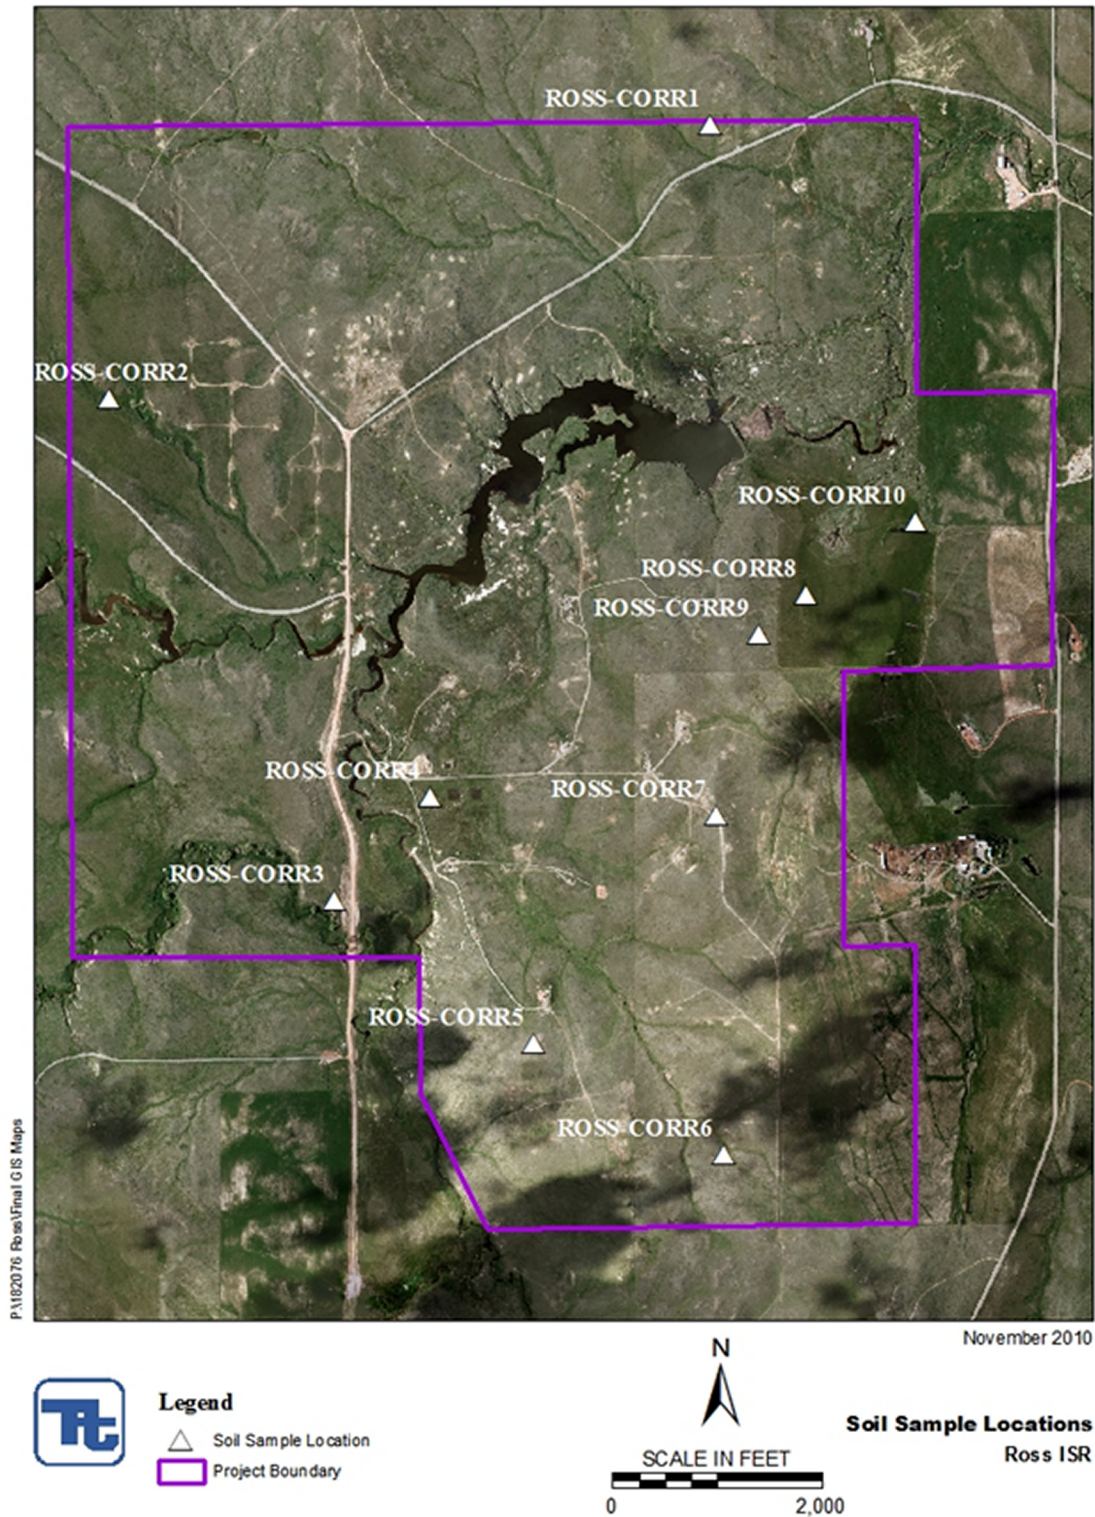 ROSS-CORR1
ROSS-CORR2
ROSS-CORR10
ROSS-CORR8
ROSS-CORR9
ROSS-CORR4
ROSS-CORR7
ROSS-CORR3
ROSS-CORR5
ROSS-CORR6
P:\182076 Ross\Final GIS Maps
November 2010
N
Legend
Soil Sample Location
Project Boundary
SCALE IN FEET
0 2,000
Soil Sample Locations
Ross ISR